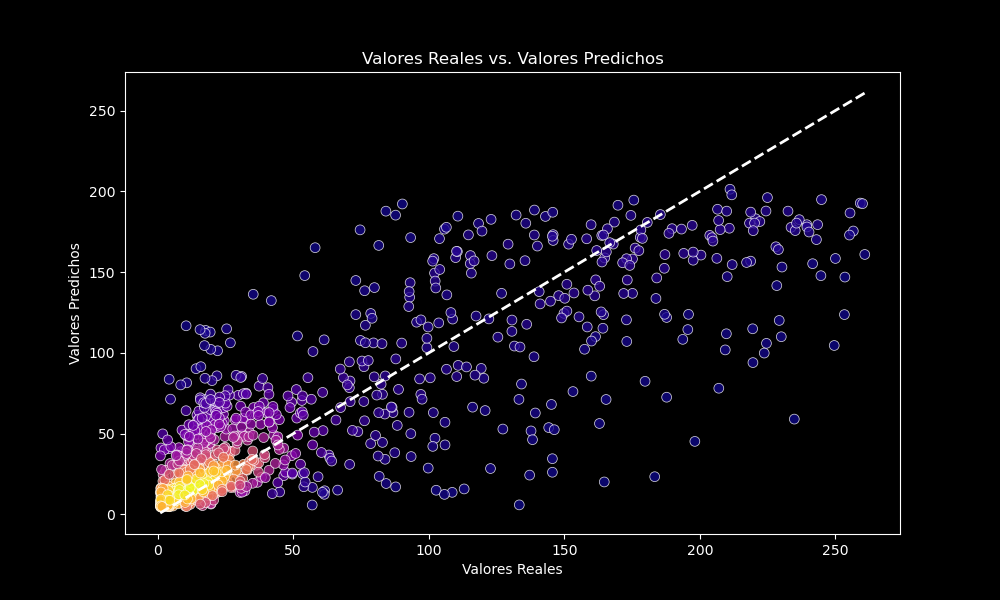 Valores Reales vs. Valores Predichos
250
200
150
100
50
0
Valores Predichos
0 50 100 150 200 250
Valores Reales